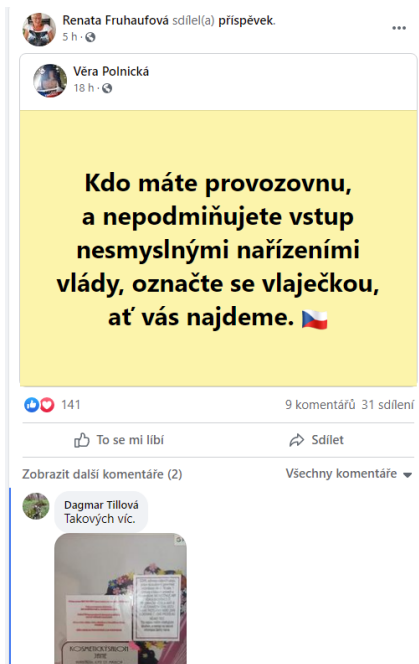 Renata Fruhaufová sdílel(a) příspěvek.
5 h ·
Věra Polnická
18 h ·
Kdo máte provozovnu,
a nepodmiňujete vstup
nesmyslnými nařízeními
vlády, označte se vlaječkou,
ať vás najdeme. 🇨🇿
141
9 komentářů 31 sdílení
To se mi líbí
Sdílet
Zobrazit další komentáře (2)
Všechny komentáře
Dagmar Tillová
Takových víc.
KOSMETICKÝ SALON